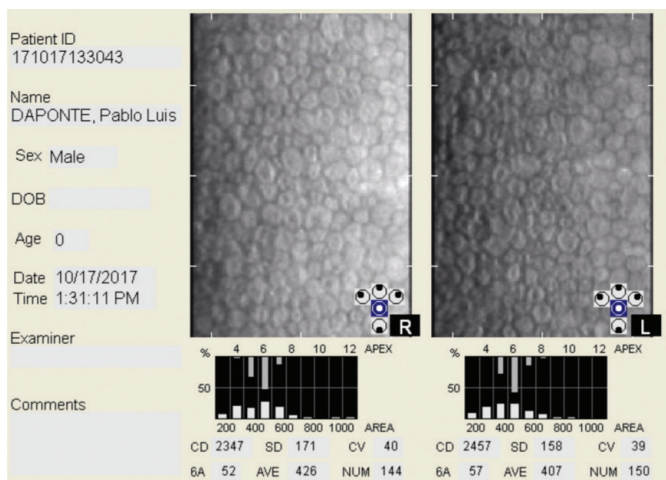 Patient ID
171017133043
Name
DAPONTE, Pablo Luis
Sex Male
DOB
Age 0
Date 10/17/2017
Time 1:31:11 PM
Examiner
Comments
R
% 4 6 8 10 12 APEX
50
200 400 600 800 1000 AREA
CD 2347 SD 171 CV 40
6A 52 AVE 426 NUM 144
L
% 4 6 8 10 12 APEX
50
200 400 600 800 1000 AREA
CD 2457 SD 158 CV 39
6A 57 AVE 407 NUM 150